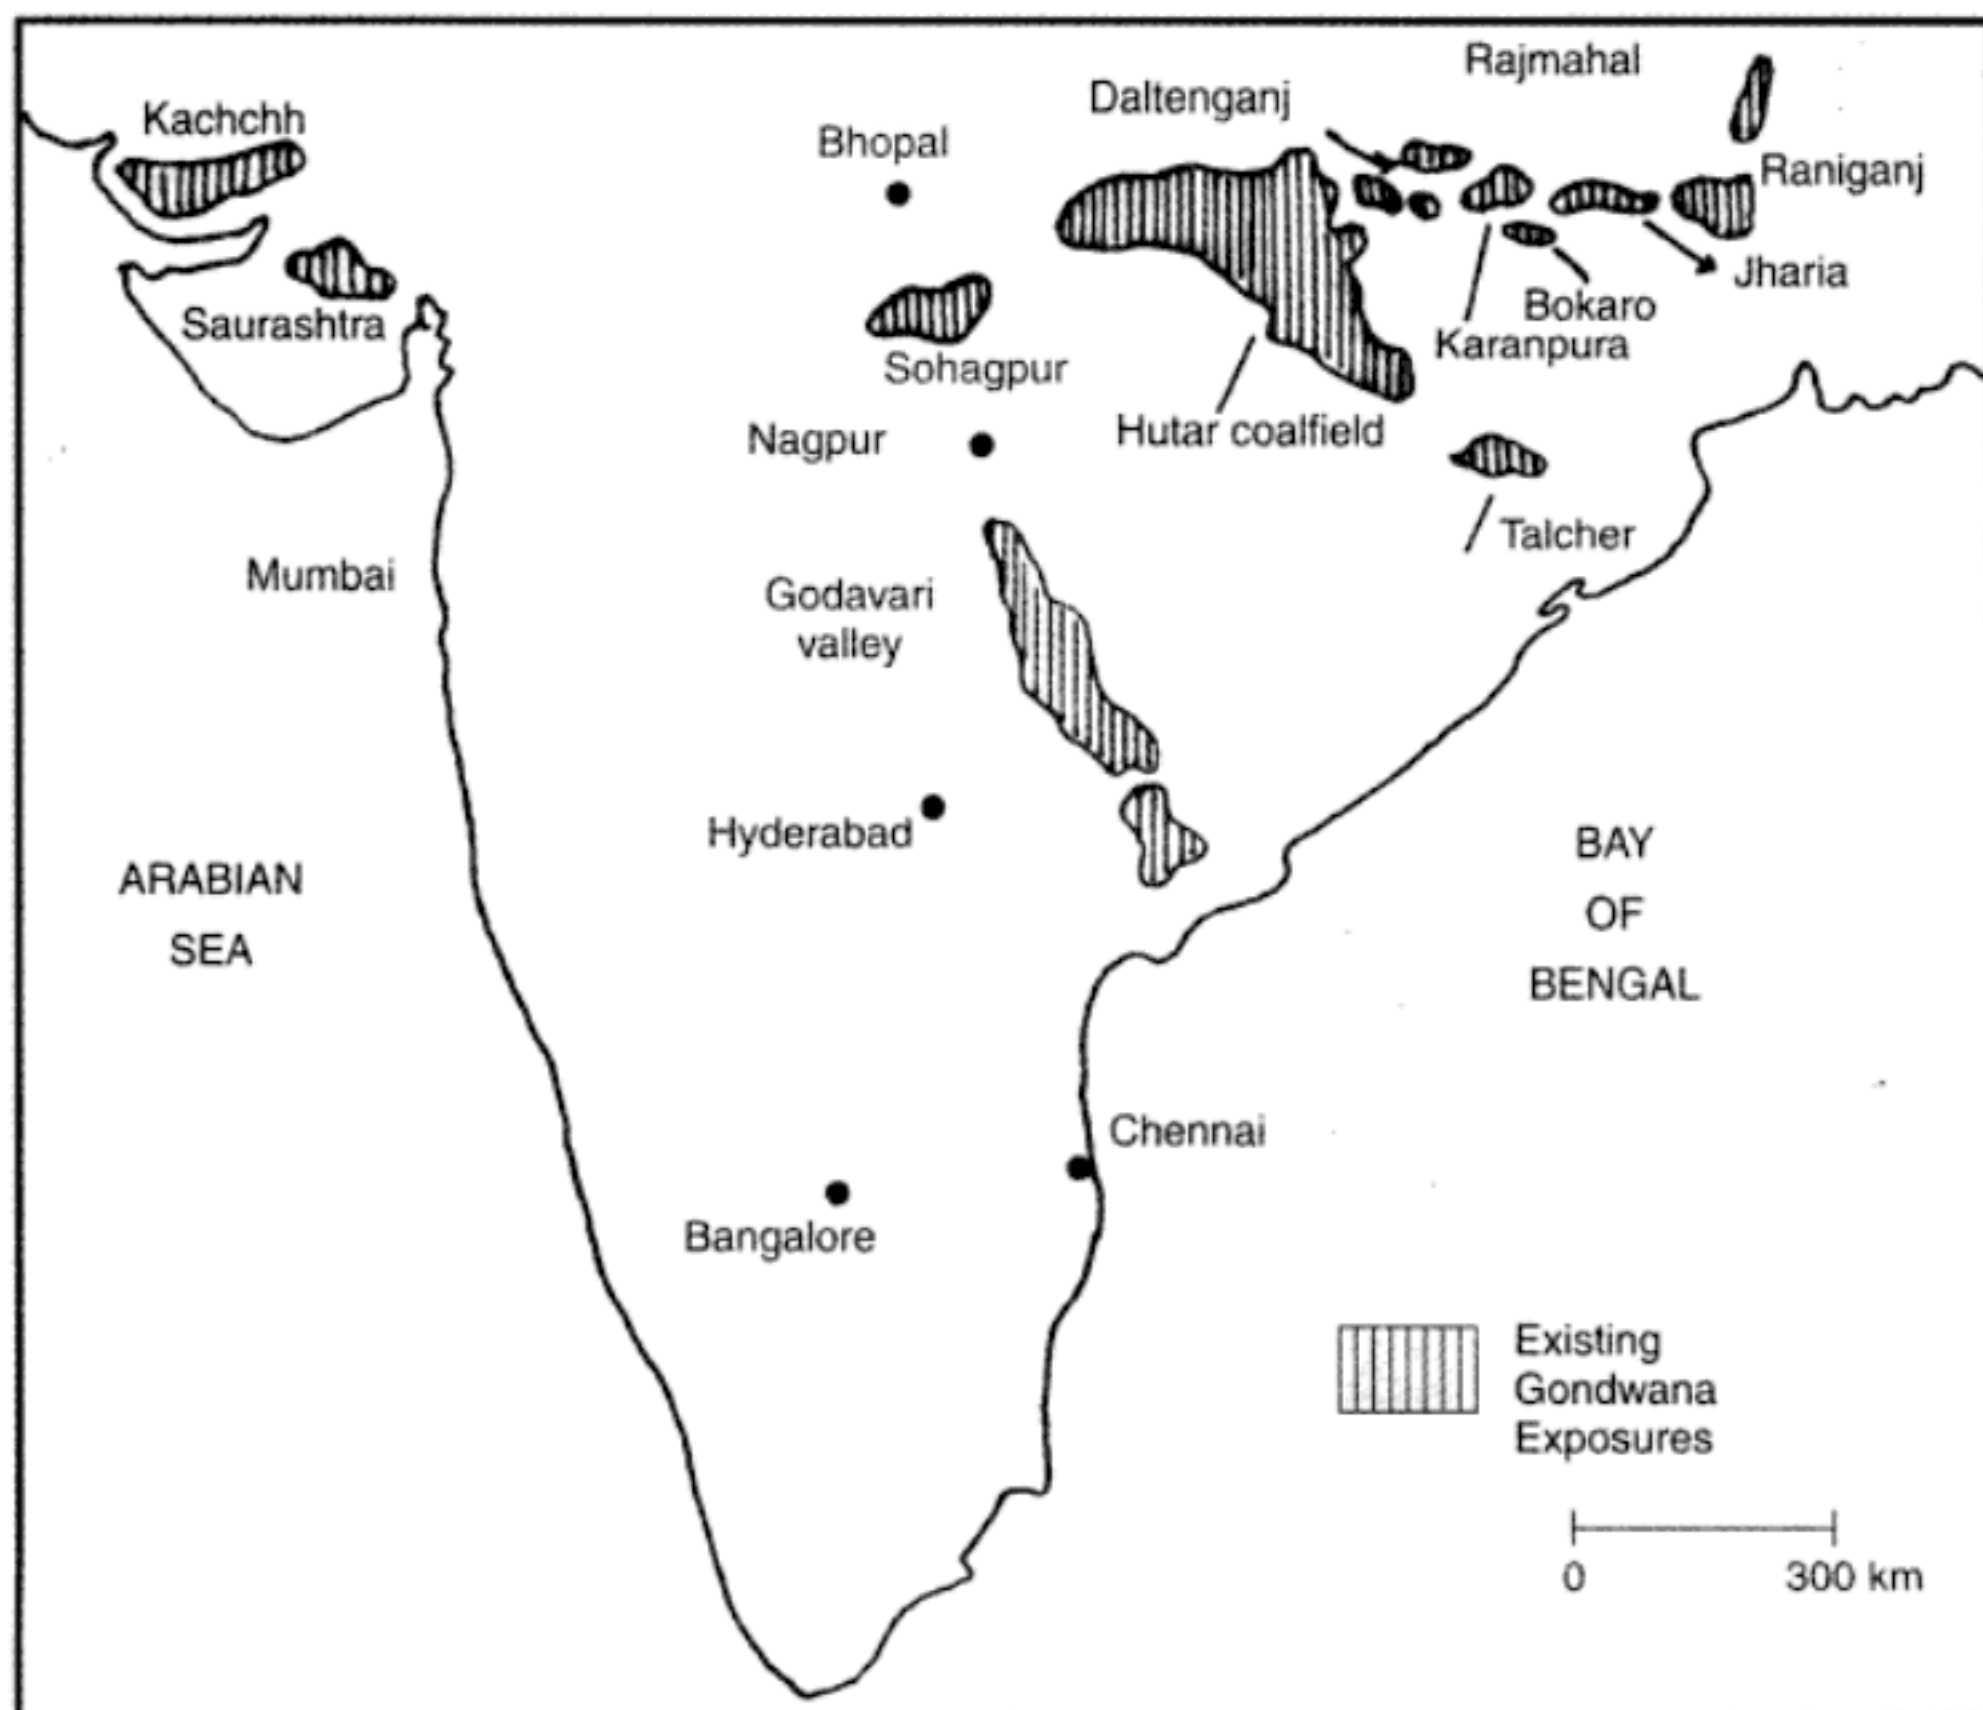 Rajmahal
Daltenganj
Kachchh
Bhopal
Raniganj
Jharia
Bokaro
Saurashtra
Karanpura
Sohagpur
Hutar coalfield
Nagpur
Talcher
Mumbai
Godavari
valley
Hyderabad
ARABIAN
SEA
BAY
OF
BENGAL
Chennai
Bangalore
Existing
Gondwana
Exposures
0 300 km